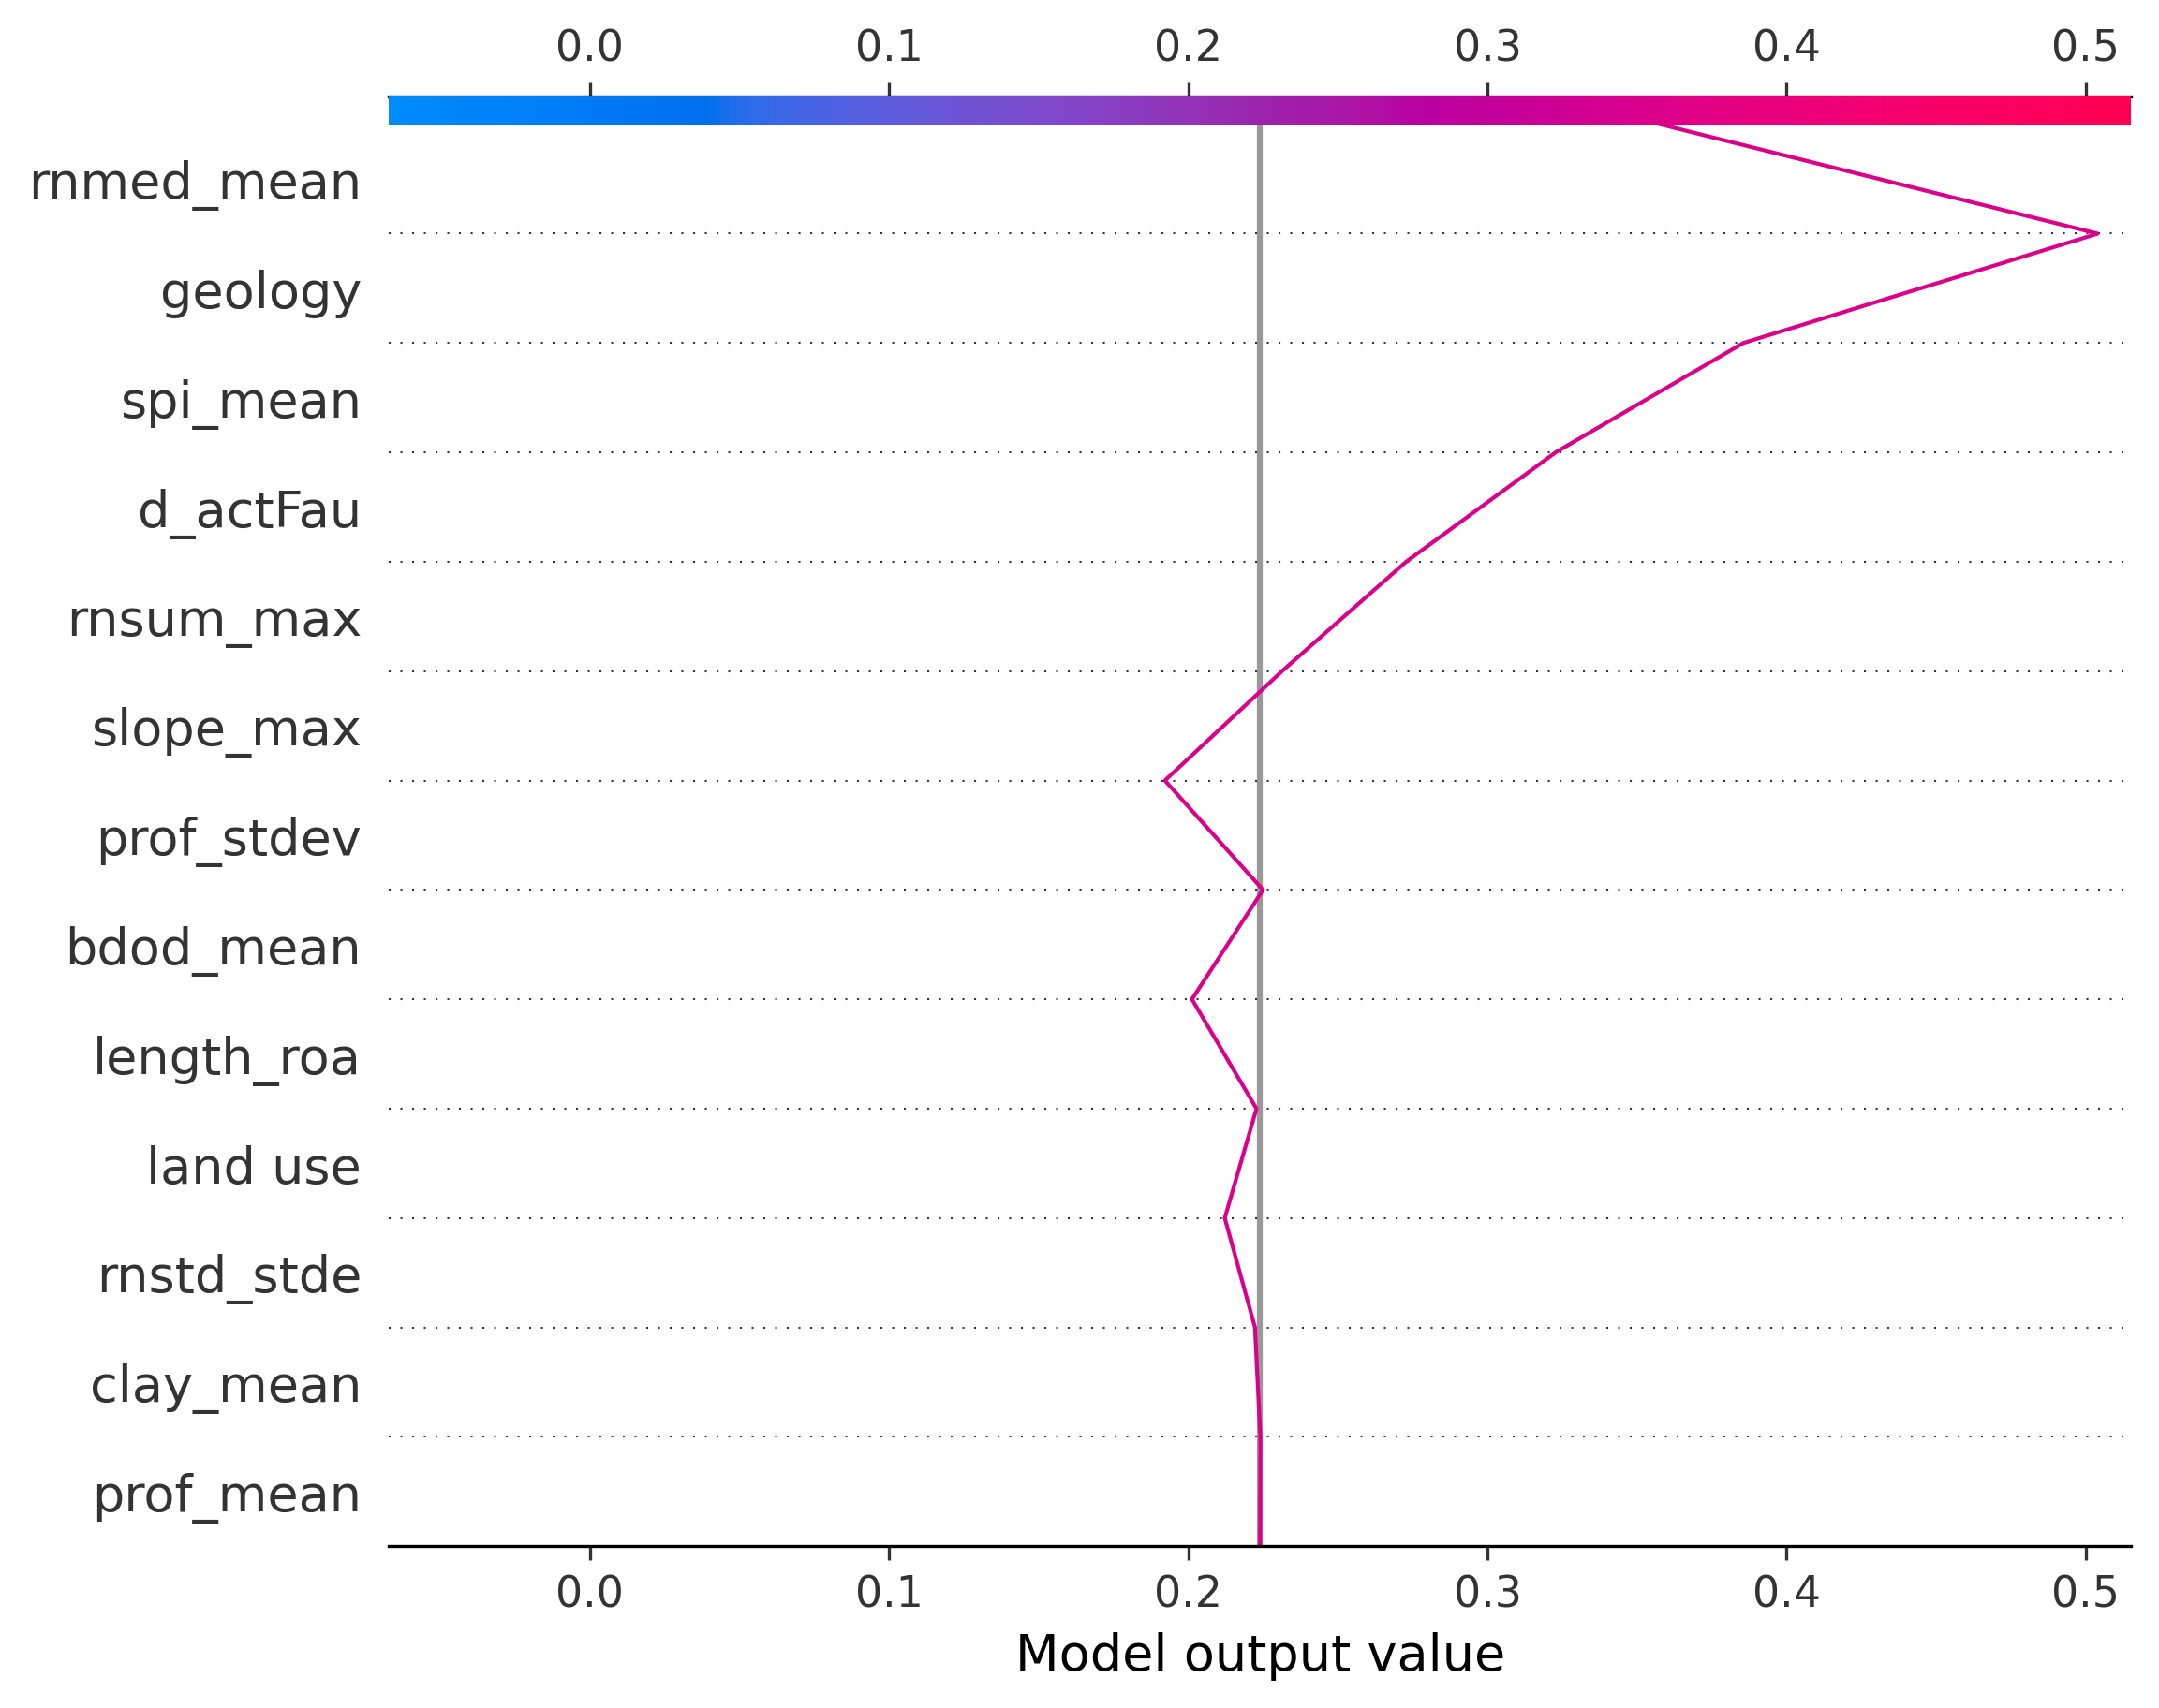 0.0 0.1 0.2 0.3 0.4 0.5
rnmed_mean
geology
spi_mean
d_actFau
rnsum_max
slope_max
prof_stdev
bdod_mean
length_roa
land use
rnstd_stde
clay_mean
prof_mean
0.0 0.1 0.2 0.3 0.4 0.5
Model output value